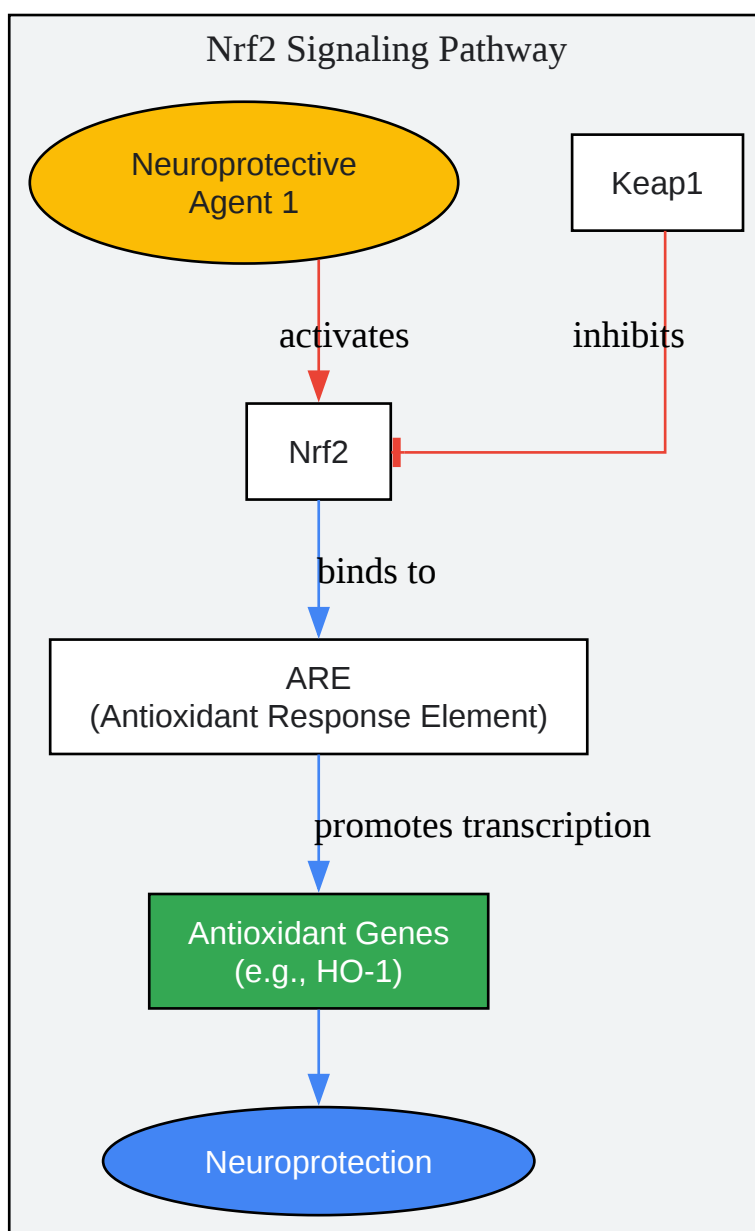 Nrf2 Signaling Pathway
Neuroprotective
Agent 1
Keap1
activates
inhibits
Nrf2
binds to
ARE
(Antioxidant Response Element)
promotes transcription
Antioxidant Genes
(e.g., HO-1)
Neuroprotection